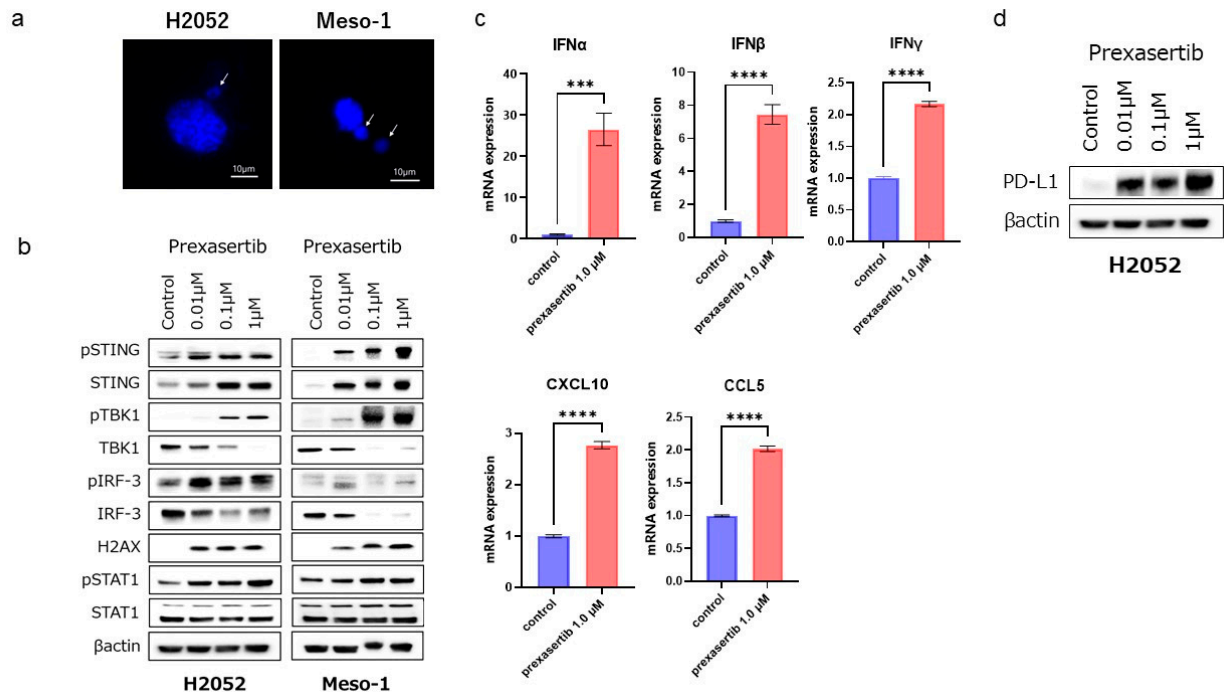 a
H2052
Meso-1
10μm
10μm
b
Prexasertib
Prexasertib
Control
0.01μM
0.1μM
1μM
Control
0.01μM
0.1μM
1μM
pSTING
STING
pTBK1
TBK1
pIRF-3
IRF-3
H2AX
pSTAT1
STAT1
βactin
H2052
Meso-1
c
IFNα
mRNA expression
40
30
20
10
0
***
control
prexasertib 1.0 μM
IFNβ
mRNA expression
8
6
4
2
0
****
control
prexasertib 1.0 μM
IFNγ
mRNA expression
2.5
2.0
1.5
1.0
0.5
0.0
****
control
prexasertib 1.0 μM
CXCL10
mRNA expression
3
2
1
0
****
control
prexasertib 1.0 μM
CCL5
mRNA expression
2.5
2.0
1.5
1.0
0.5
0.0
****
control
prexasertib 1.0 μM
d
Prexasertib
Control
0.01μM
0.1μM
1μM
PD-L1
βactin
H2052